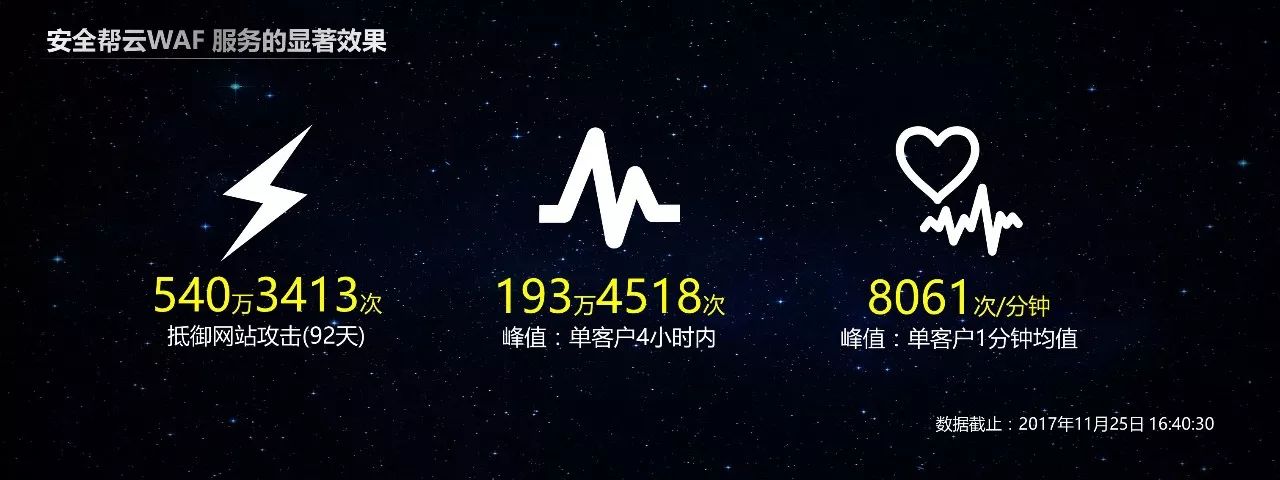 安全帮云WAF 服务的显著效果
540万3413次
抵御网站攻击(92天)
193万4518次
峰值：单客户4小时内
8061次/分钟
峰值：单客户1分钟均值
数据截止：2017年11月25日 16:40:30